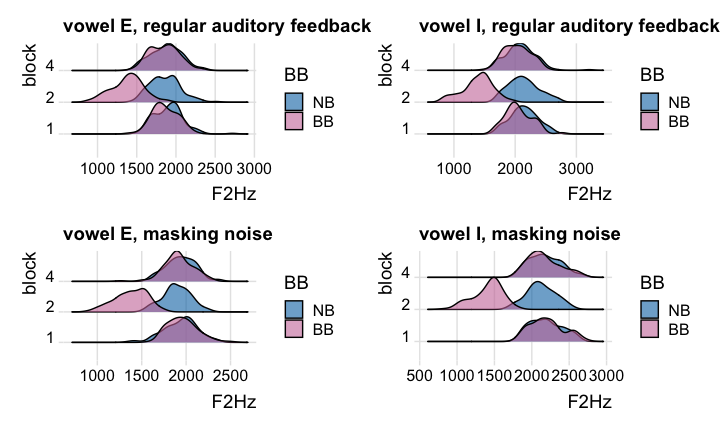 vowel E, regular auditory feedback
block
4
2
1
1000 1500 2000 2500 3000
F2Hz
BB
NB
BB
vowel I, regular auditory feedback
block
4
2
1
1000 2000 3000
F2Hz
BB
NB
BB
vowel E, masking noise
block
4
2
1
1000 1500 2000 2500
F2Hz
BB
NB
BB
vowel I, masking noise
block
4
2
1
500 1000 1500 2000 2500 3000
F2Hz
BB
NB
BB